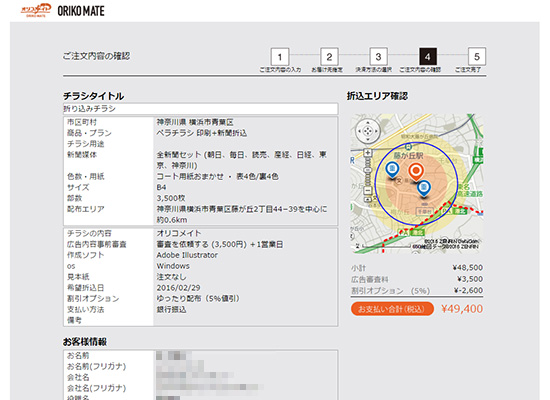 オリコメイト
ORIKO MATE
ORIKO MATE
ご注文内容の確認
1 2 3 4 5
ご注文内容の入力 お届け先指定 決済方法の選択 ご注文内容の確認 ご注文完了
チラシタイトル
折り込みチラシ
市区町村 神奈川県 横浜市青葉区
商品・プラン ペラチラシ 印刷+新聞折込
チラシ用途
新聞媒体 全新聞セット (朝日、毎日、読売、産経、日経、東
京、神奈川)
色数・用紙 コート用紙おまかせ ・ 表4色/裏4色
サイズ B4
部数 3,500枚
配布エリア 神奈川県横浜市青葉区藤が丘2丁目44−39を中心に
約0.6km
チラシの内容 オリコメイト
広告内容事前審査 審査を依頼する (3,500円) +1営業日
作成ソフト Adobe Illustrator
os Windows
見本紙 注文なし
希望折込日 2016/02/29
割引オプション ゆったり配布（5%値引）
支払い方法 銀行振込
備考
お客様情報
お名前
お名前(フリガナ)
会社名
会社名(フリガナ)
役職名
折込エリア確認
藤が丘駅
東名
高速道路
小計 ¥48,500
広告審査料 ¥3,500
割引オプション （5%） ¥-2,600
お支払い合計(税込) ¥49,400